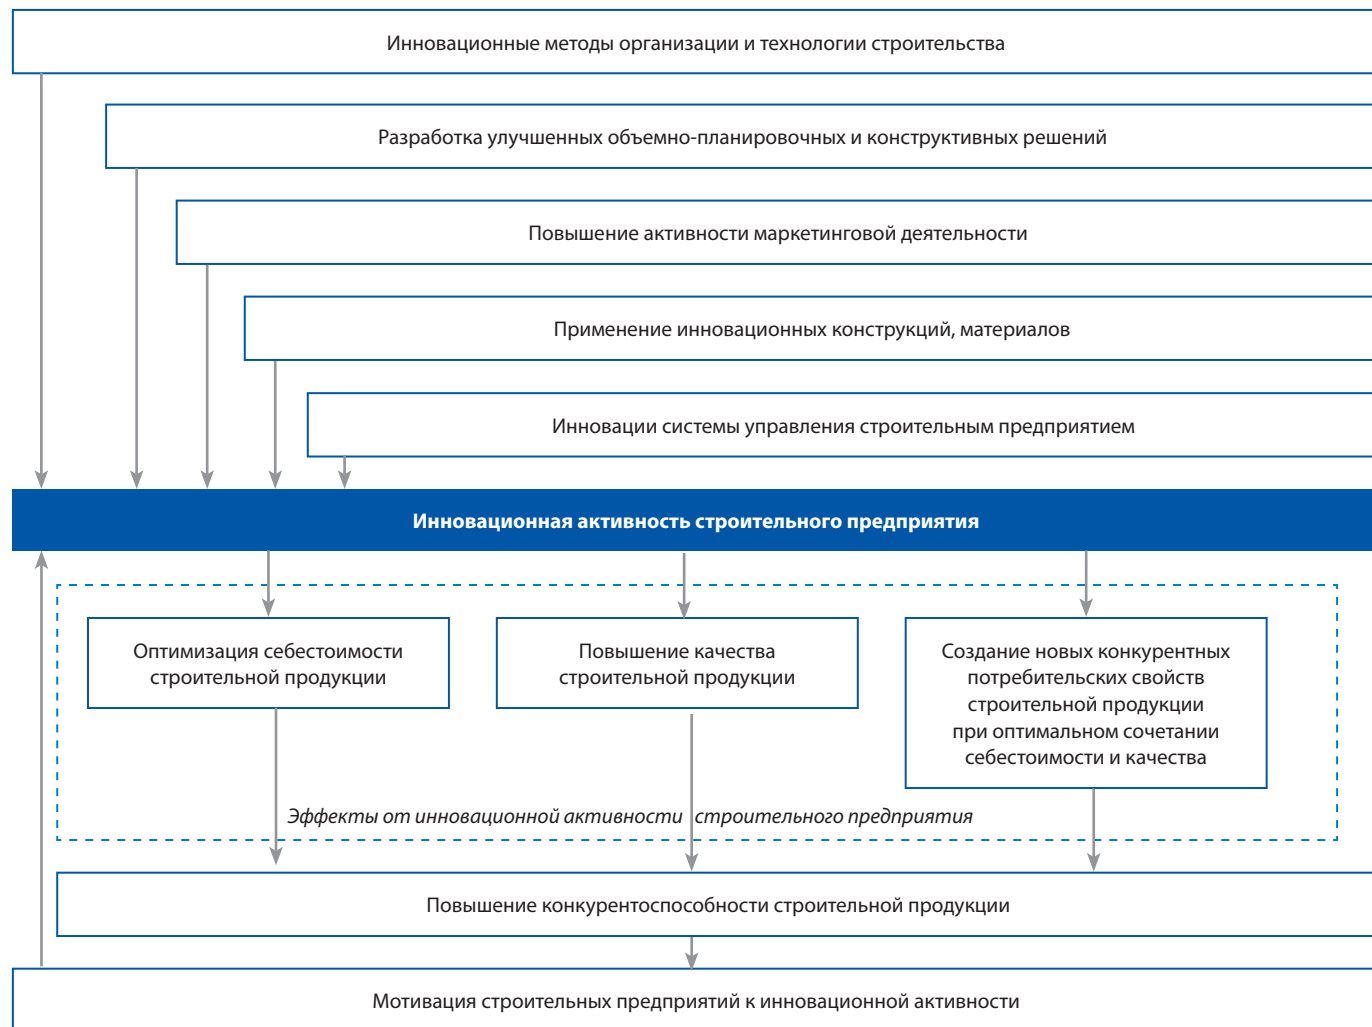 Инновационные методы организации и технологии строительства
Разработка улучшенных объемно-планировочных и конструктивных решений
Повышение активности маркетинговой деятельности
Применение инновационных конструкций, материалов
Инновации системы управления строительным предприятием
Инновационная активность строительного предприятия
Оптимизация себестоимости
строительной продукции
Повышение качества
строительной продукции
Создание новых конкурентных
потребительских свойств
строительной продукции
при оптимальном сочетании
себестоимости и качества
Эффекты от инновационной активности строительного предприятия
Повышение конкурентоспособности строительной продукции
Мотивация строительных предприятий к инновационной активности